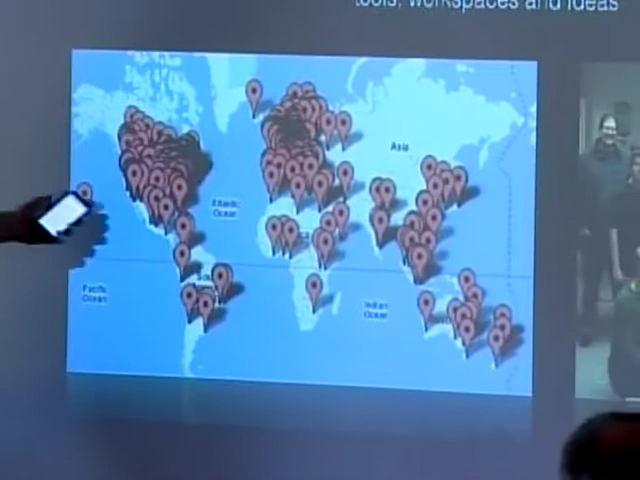 tools, workspaces and ideas
Asia
Atlantic
Ocean
Pacific
Ocean
Indian
Ocean